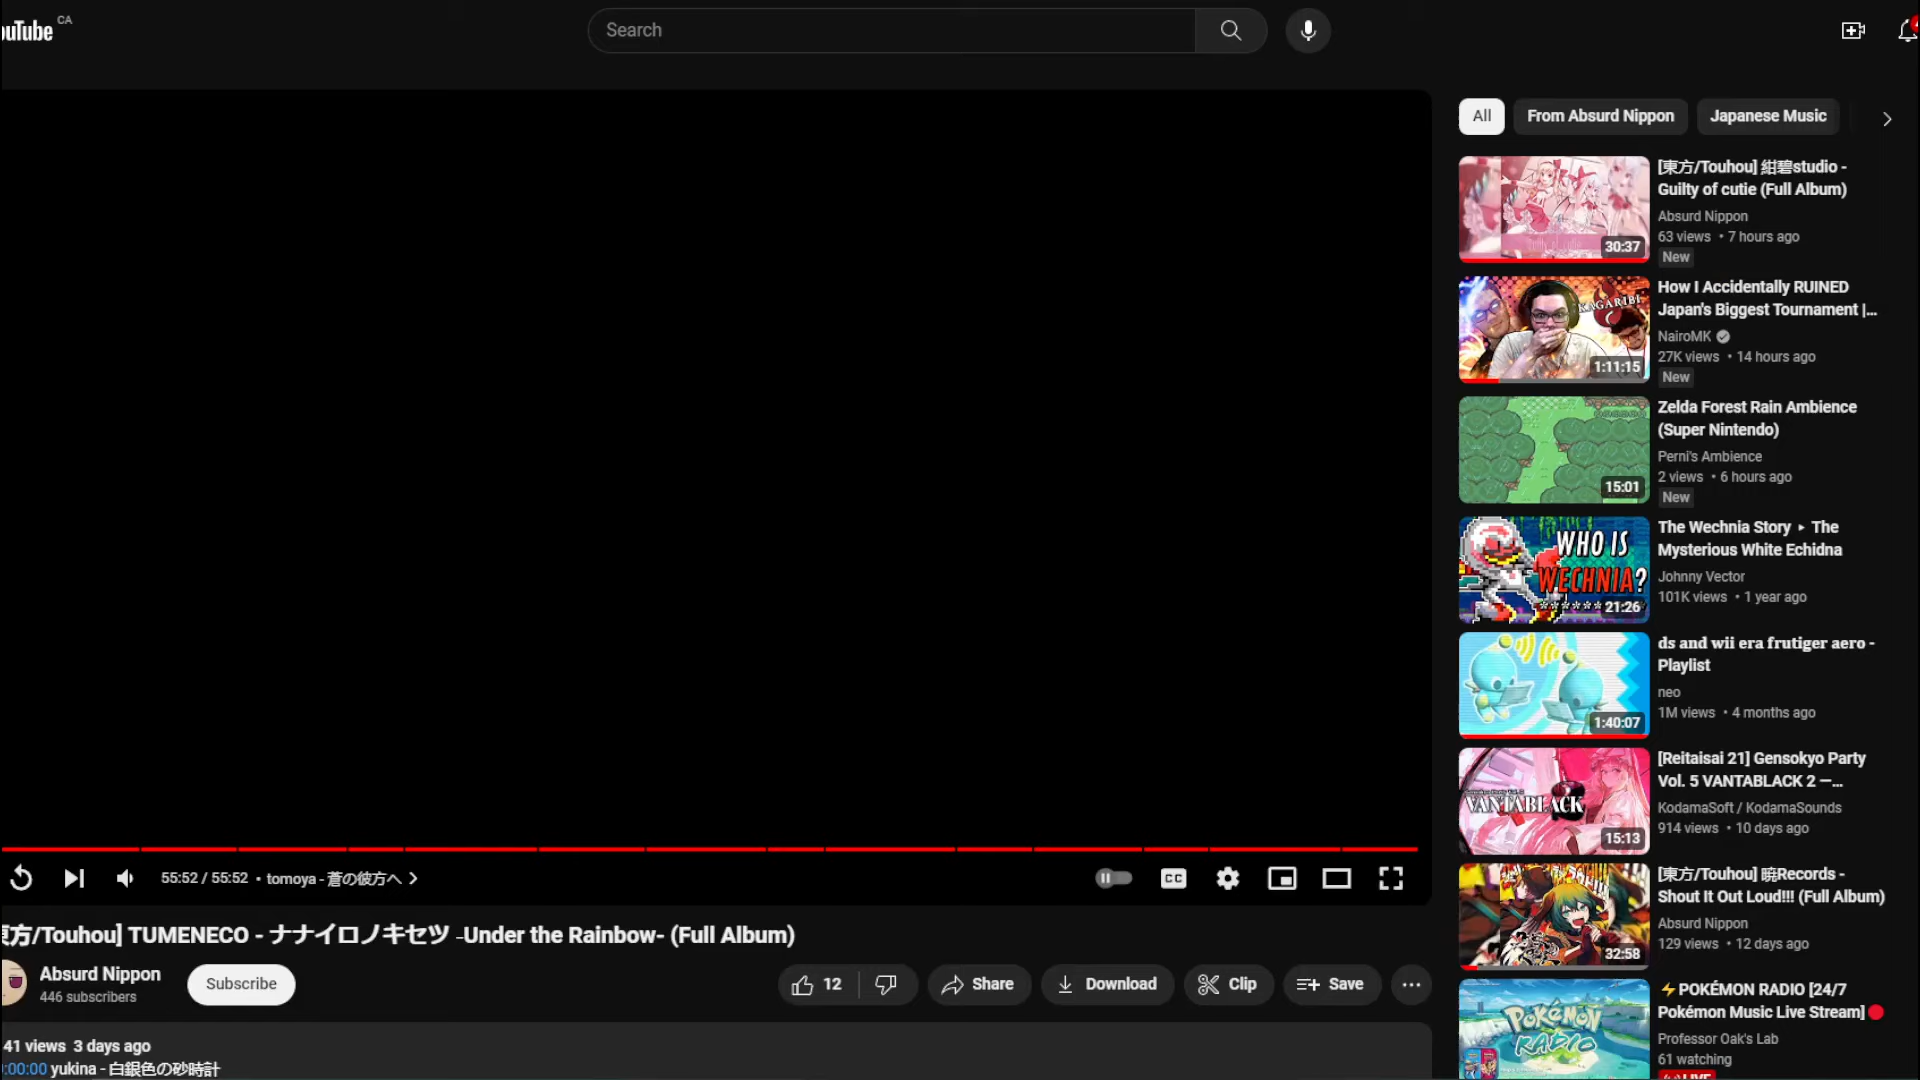 ouTube CA
Search
All
From Absurd Nippon
Japanese Music
[東方/Touhou] 紺碧studio -
Guilty of cutie (Full Album)
Absurd Nippon
63 views • 7 hours ago
New
30:37
How I Accidentally RUINED
Japan's Biggest Tournament |...
NairoMK
27K views • 14 hours ago
New
KAGARIBI
1:11:15
Zelda Forest Rain Ambience
(Super Nintendo)
Perni's Ambience
2 views • 6 hours ago
New
15:01
The Wechnia Story ‣ The
Mysterious White Echidna
Johnny Vector
101K views • 1 year ago
WHO IS
WECHNIA?
21:26
ds and wii era frutiger aero -
Playlist
neo
1M views • 4 months ago
1:40:07
[Reitaisai 21] Gensokyo Party
Vol. 5 VANTABLACK 2 ー...
KodamaSoft / KodamaSounds
914 views • 10 days ago
VANTABLACK
15:13
[東方/Touhou] 暁Records -
Shout It Out Loud!!! (Full Album)
Absurd Nippon
129 views • 12 days ago
32:58
⚡POKÉMON RADIO [24/7
Pokémon Music Live Stream]🔴
Professor Oak's Lab
61 watching
LIVE
POKéMON
RADIO
55:52 / 55:52 • tomoya - 蒼の彼方へ
CC
東方/Touhou] TUMENECO - ナナイロノキセツ -Under the Rainbow- (Full Album)
Absurd Nippon
446 subscribers
Subscribe
12
Share
Download
Clip
Save
41 views 3 days ago
:00:00 yukina - 白銀色の砂時計